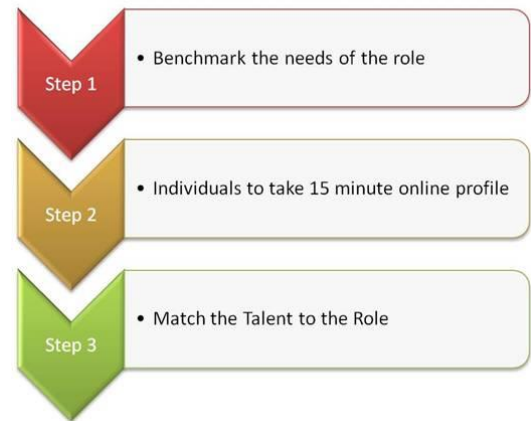 Step 1
• Benchmark the needs of the role
Step 2
• Individuals to take 15 minute online profile
Step 3
• Match the Talent to the Role